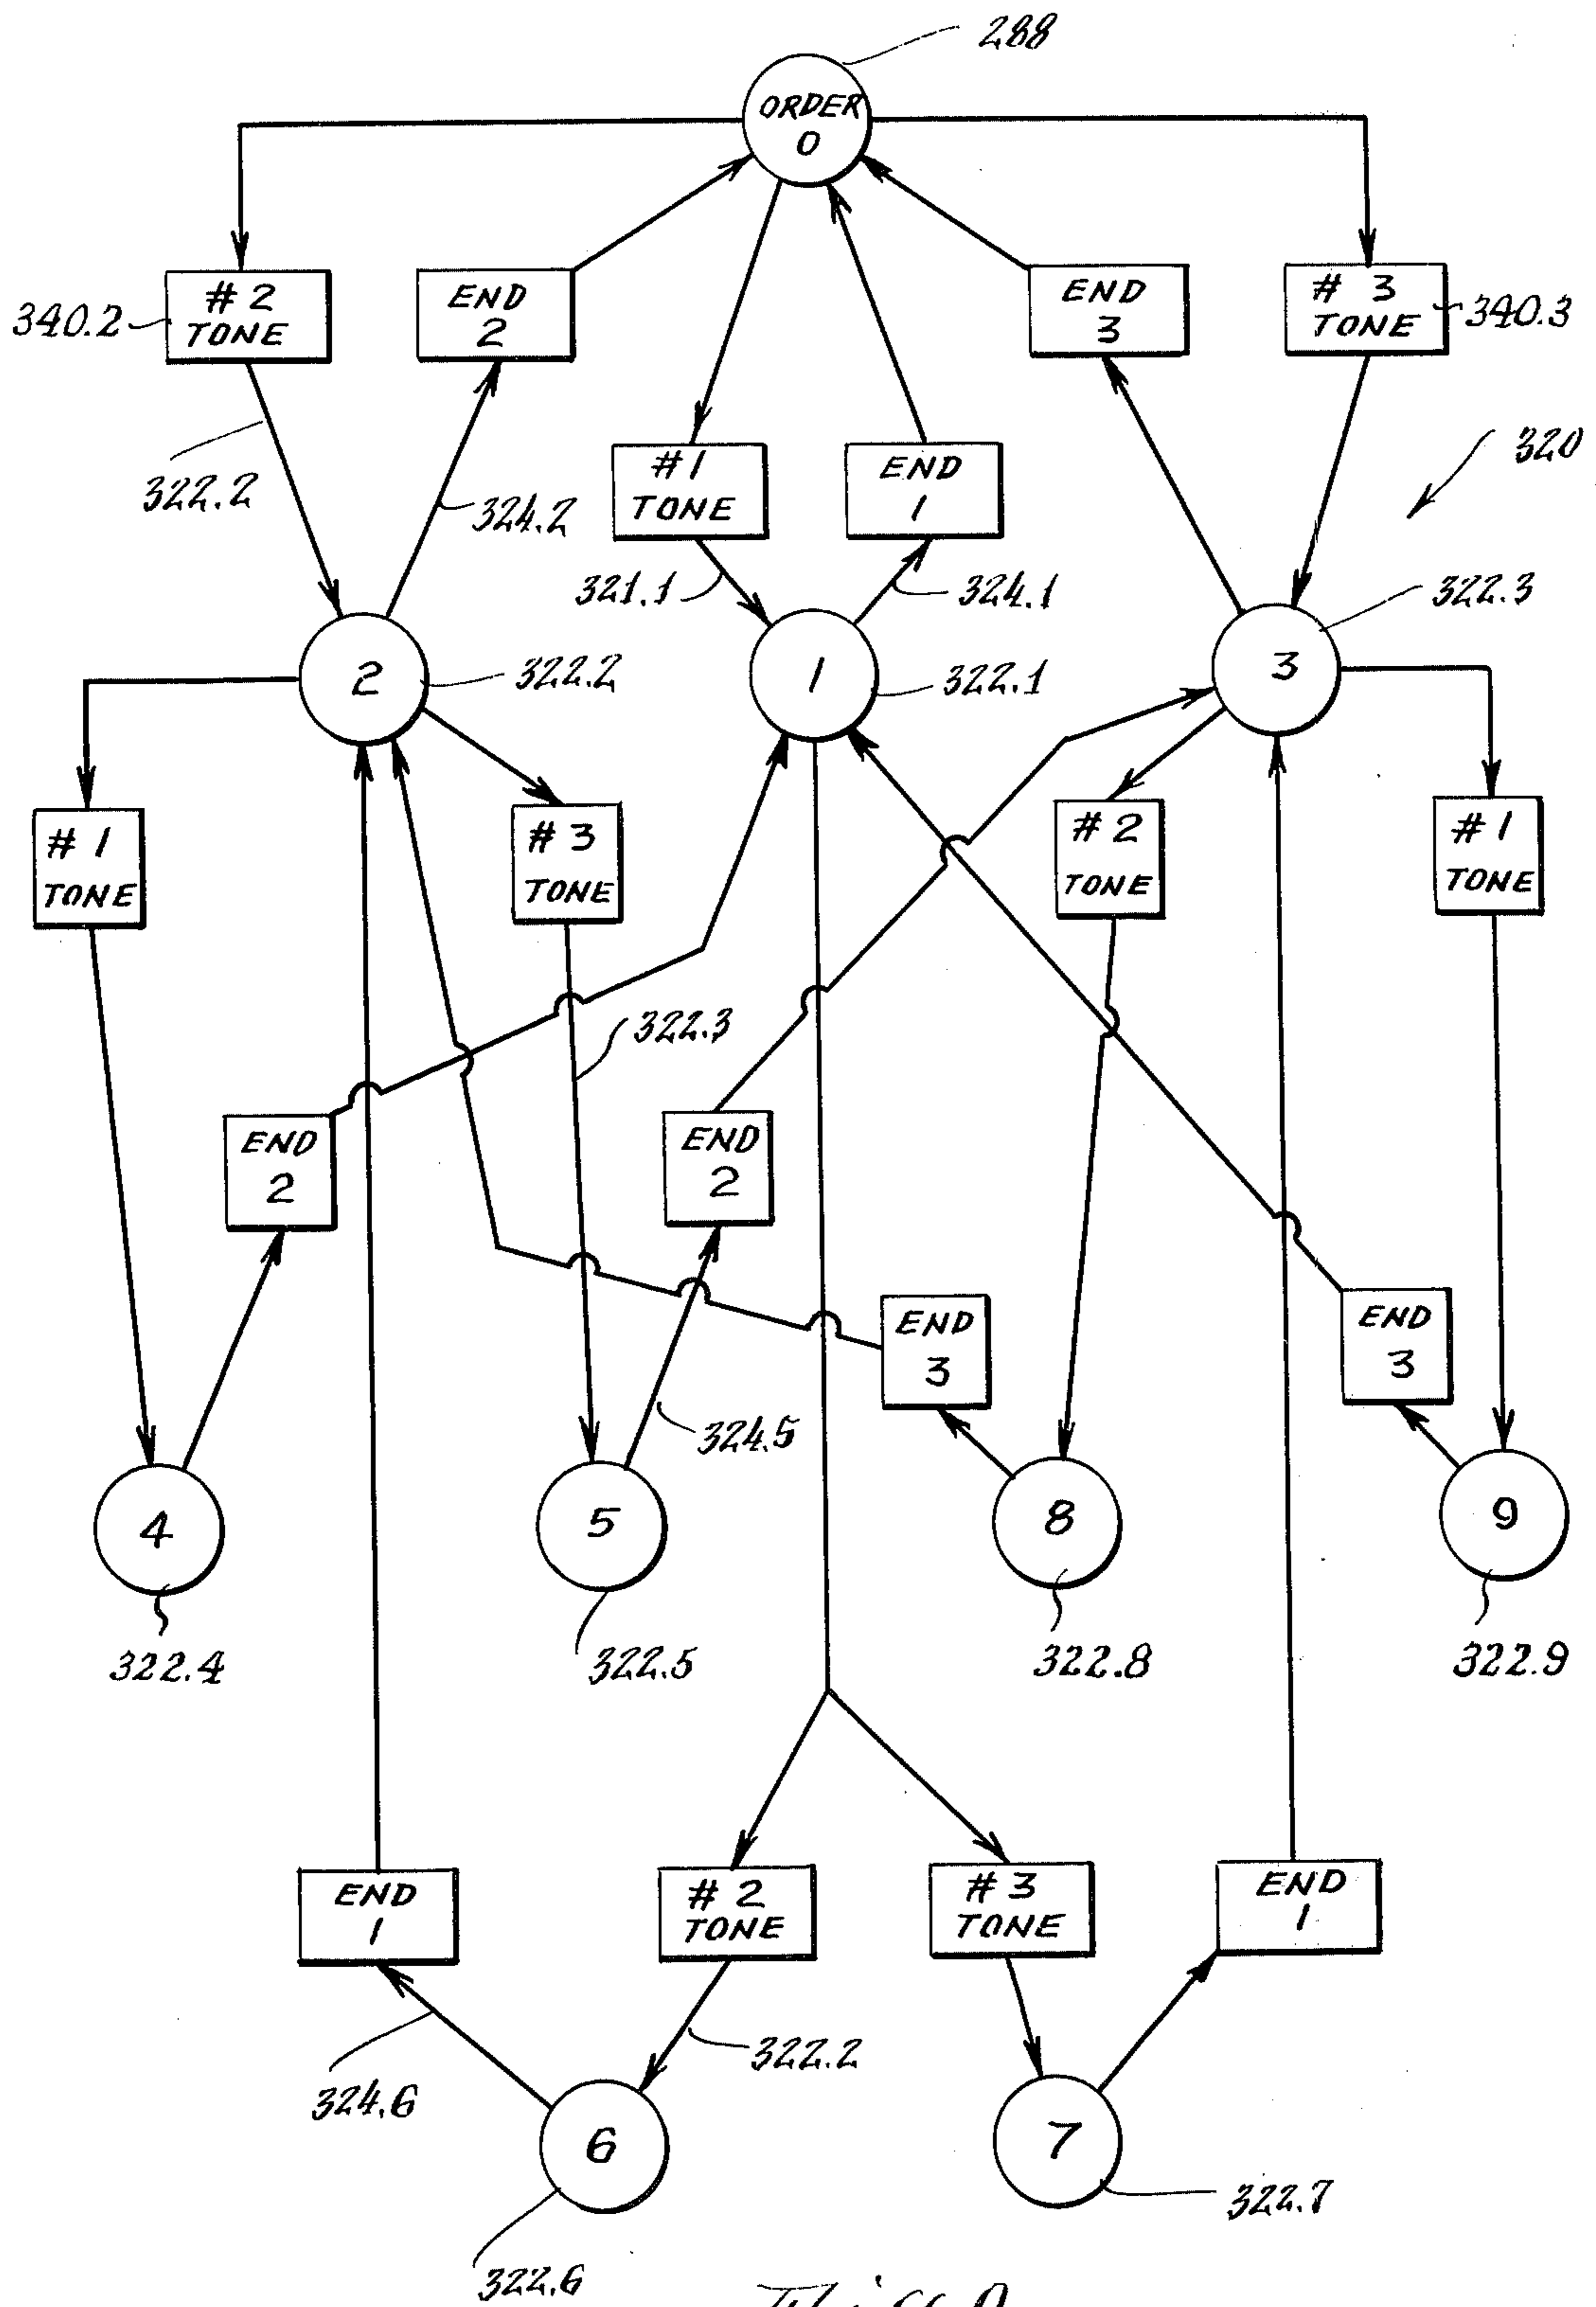 288
ORDER
0
340.2
# 2
TONE
END
2
END
3
# 3
TONE
340.3
322.2
324.2
#1
TONE
END
1
320
321.1
324.1
322.3
2
322.2
1
322.1
3
# 1
TONE
# 3
TONE
# 2
TONE
# 1
TONE
322.3
END
2
END
2
END
3
END
3
324.5
4
5
8
9
322.4
322.5
322.8
322.9
END
1
# 2
TONE
# 3
TONE
END
1
324.6
322.2
6
7
322.7
322.6